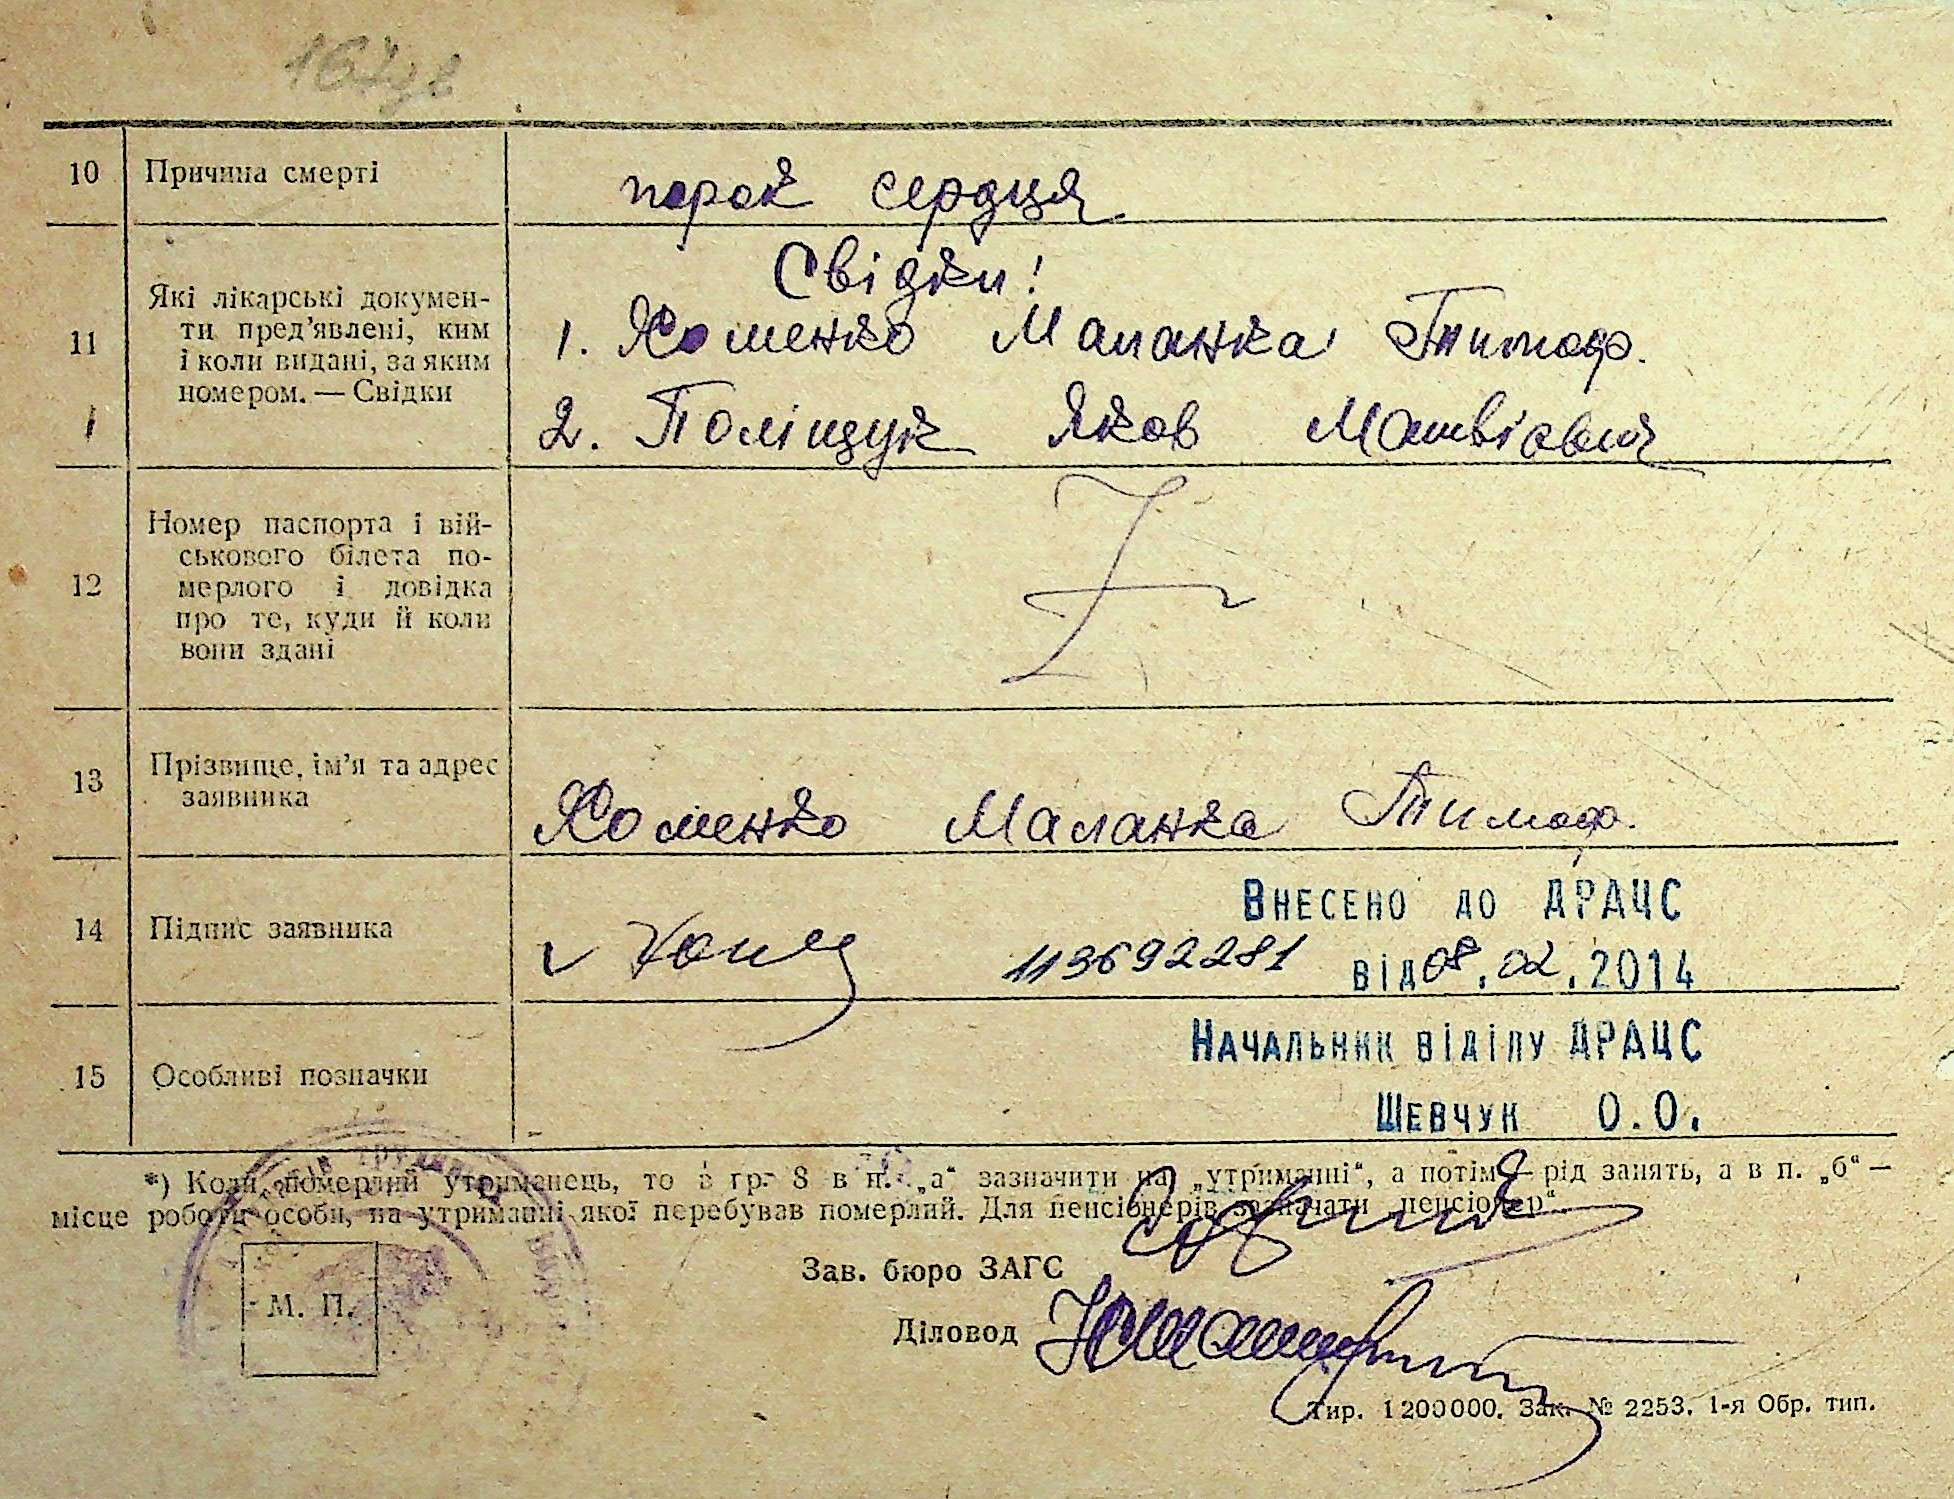 10 Причина смерті порок сердця
Свідки!
11 Які лікарські докумен-
ти пред’явлені, ким
і коли видані, за яким
номером. — Свідки
1. Хоменко Маланка Тимоф.
2. Поліщук Яков Матвієвич
12 Номер паспорта і вій-
ськового білета по-
мерлого і довідка
про те, куди й коли
вони здані
13 Прізвище, ім’я та адрес
заявника
Хоменко Маланка Тимоф.
Внесено до ДРАЦС
14 Підпис заявника
113692281 від 08.02.2014
Начальник відділу ДРАЦС
15 Особливі позначки
Шевчук О.О.
*) Коли померлий утриманець, то в гр. 8 в п. „а“ зазначити на „утриманні“, а потім — рід занять, а в п. „б“ —
місце роботи особи, на утриманні якої перебував померлий. Для пенсіонерів зазначати „пенсіонер“.
Зав. бюро ЗАГС
М. П.
Діловод
Тир. 1200000. Зак. № 2253. 1-я Обр. тип.